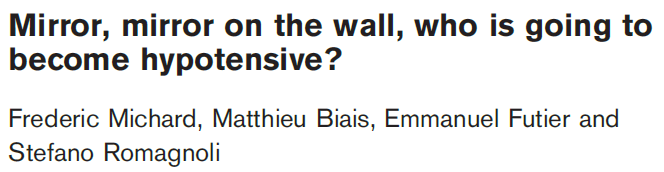 Mirror, mirror on the wall, who is going to
become hypotensive?
Frederic Michard, Matthieu Biais, Emmanuel Futier and
Stefano Romagnoli